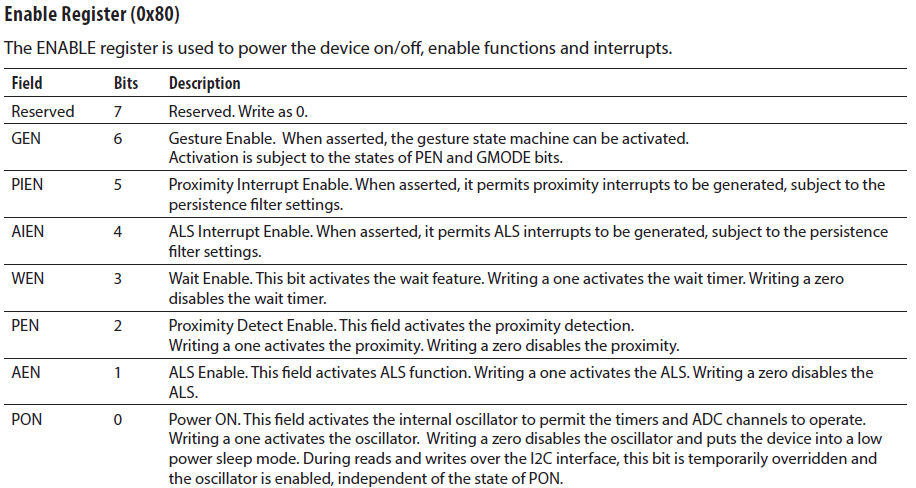 Enable Register (0x80)
The ENABLE register is used to power the device on/off, enable functions and interrupts.
Field Bits Description
Reserved 7 Reserved. Write as 0.
GEN 6 Gesture Enable. When asserted, the gesture state machine can be activated.
Activation is subject to the states of PEN and GMODE bits.
PIEN 5 Proximity Interrupt Enable. When asserted, it permits proximity interrupts to be generated, subject to the
persistence filter settings.
AIEN 4 ALS Interrupt Enable. When asserted, it permits ALS interrupts to be generated, subject to the persistence
filter settings.
WEN 3 Wait Enable. This bit activates the wait feature. Writing a one activates the wait timer. Writing a zero
disables the wait timer.
PEN 2 Proximity Detect Enable. This field activates the proximity detection.
Writing a one activates the proximity. Writing a zero disables the proximity.
AEN 1 ALS Enable. This field activates ALS function. Writing a one activates the ALS. Writing a zero disables the
ALS.
PON 0 Power ON. This field activates the internal oscillator to permit the timers and ADC channels to operate.
Writing a one activates the oscillator. Writing a zero disables the oscillator and puts the device into a low
power sleep mode. During reads and writes over the I2C interface, this bit is temporarily overridden and
the oscillator is enabled, independent of the state of PON.